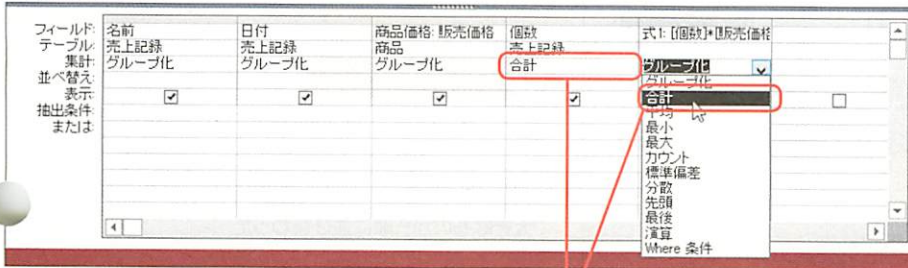 フィールド: 名前 日付 商品価格: 販売価格 個数 式1: [個数]*[販売価格
テーブル: 売上記録 売上記録 商品 売上記録
集計: グループ化 グループ化 グループ化 合計 グループ化
並べ替え:
表示:
抽出条件:
または:
グループ化
合計
平均
最小
最大
カウント
標準偏差
分散
先頭
最後
演算
Where 条件